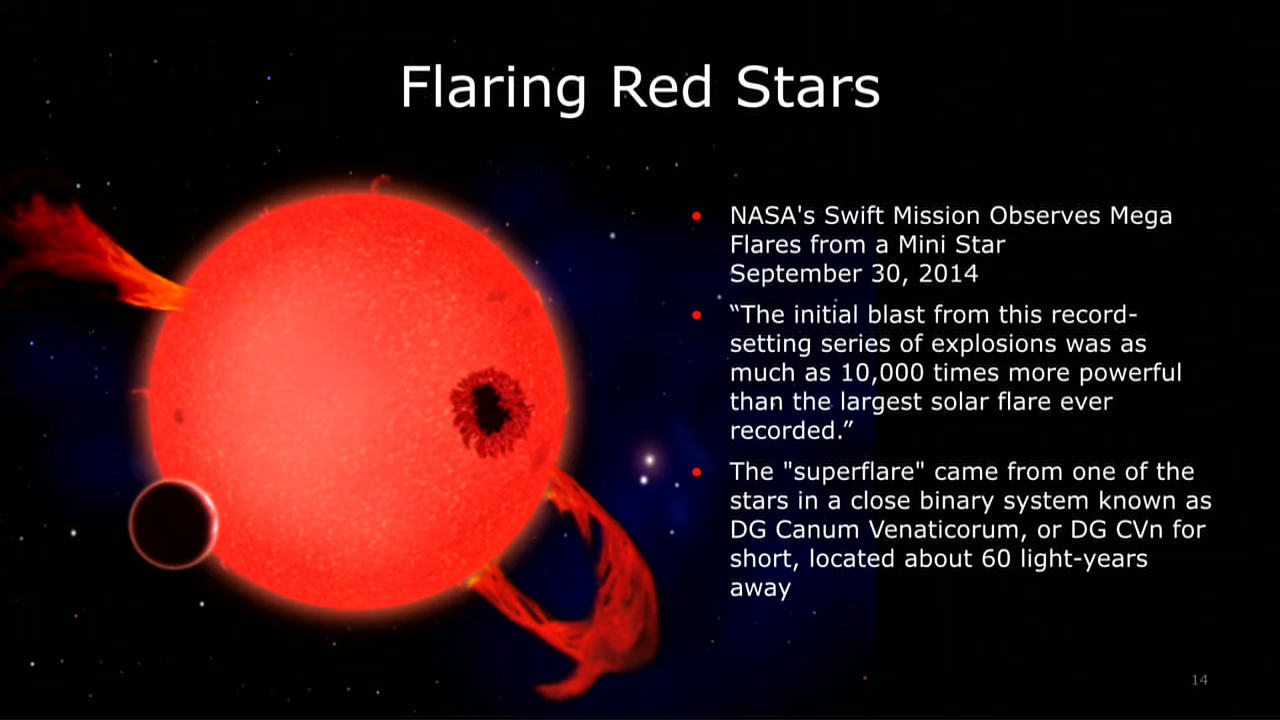 Flaring Red Stars
• NASA's Swift Mission Observes Mega
Flares from a Mini Star
September 30, 2014
• “The initial blast from this record-
setting series of explosions was as
much as 10,000 times more powerful
than the largest solar flare ever
recorded.”
• The "superflare" came from one of the
stars in a close binary system known as
DG Canum Venaticorum, or DG CVn for
short, located about 60 light-years
away
14